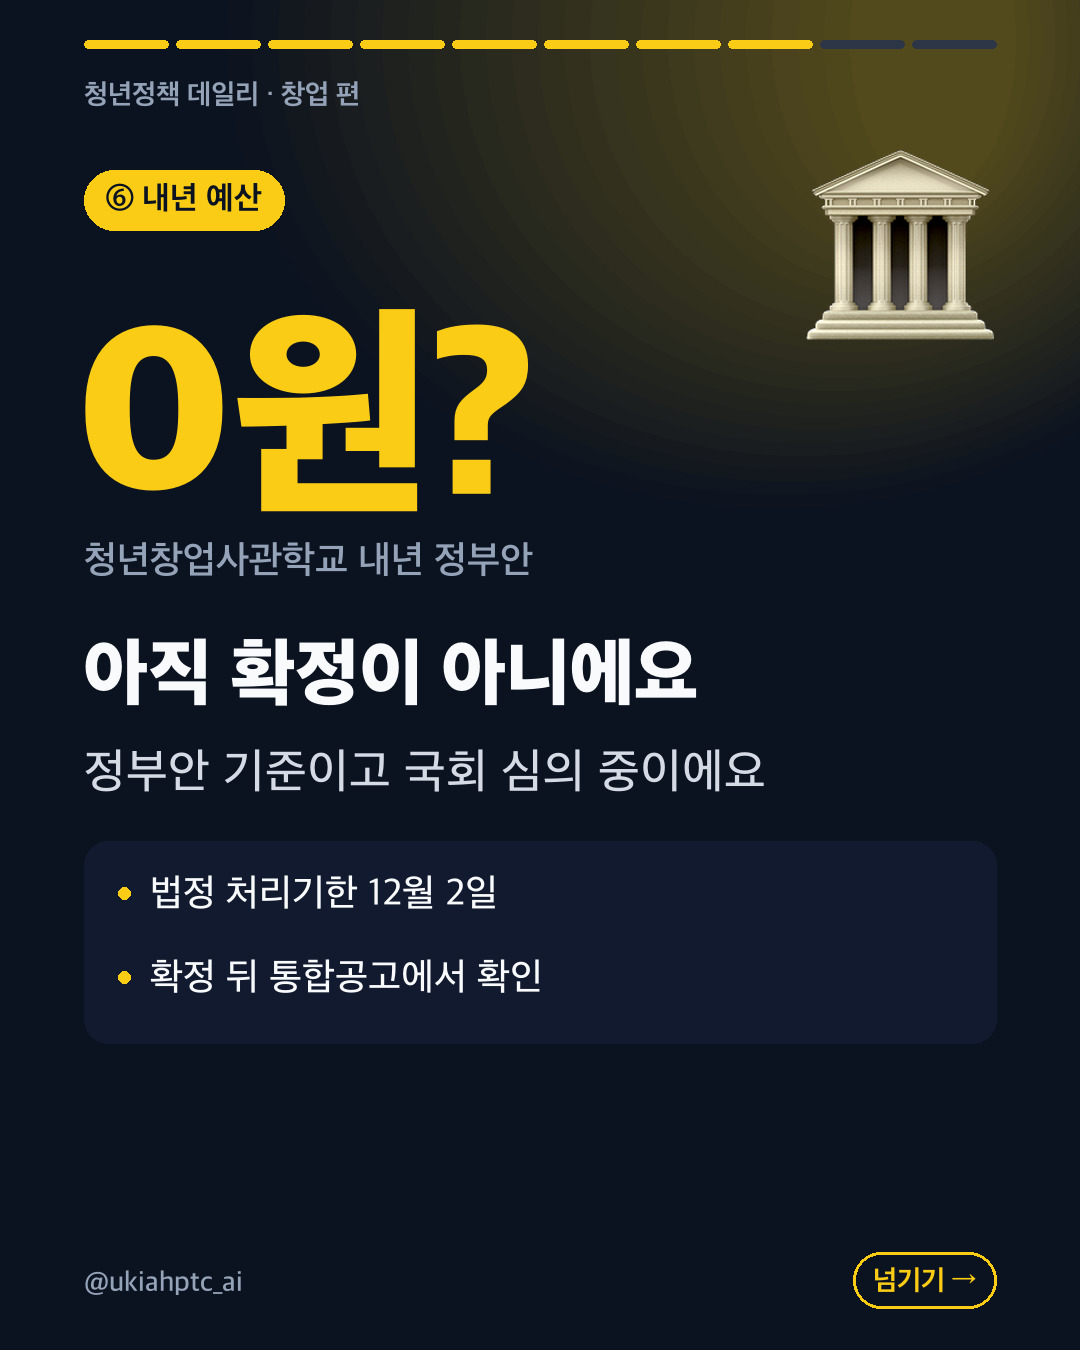 청년정책 데일리 · 창업 편
⑥ 내년 예산
0원?
청년창업사관학교 내년 정부안
아직 확정이 아니에요
정부안 기준이고 국회 심의 중이에요
• 법정 처리기한 12월 2일
• 확정 뒤 통합공고에서 확인
@ukiahptc_ai
넘기기 →